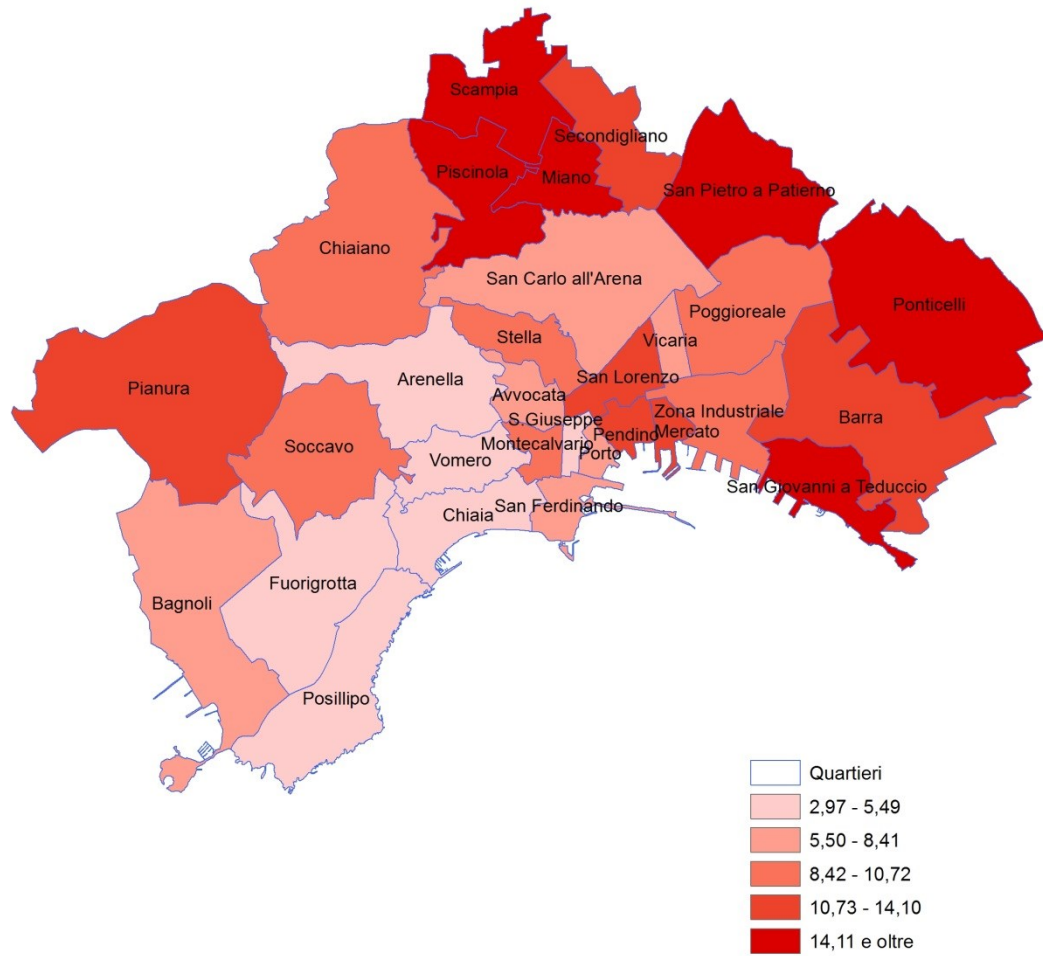 Scampia
Secondigliano
Piscinola
Miano
San Pietro a Patierno
Chiaiano
San Carlo all'Arena
Ponticelli
Poggioreale
Stella
Vicaria
Arenella
San Lorenzo
Pianura
Avvocata
Zona Industriale
Barra
S.Giuseppe
Pendino
Mercato
Soccavo
Montecalvario
Porto
Vomero
San Giovanni a Teduccio
Chiaia
San Ferdinando
Fuorigrotta
Bagnoli
Posillipo
Quartieri
2,97 - 5,49
5,50 - 8,41
8,42 - 10,72
10,73 - 14,10
14,11 e oltre